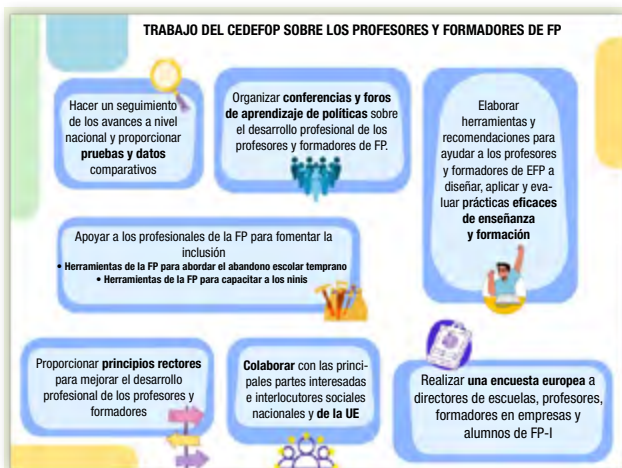 TRABAJO DEL CEDEFOP SOBRE LOS PROFESORES Y FORMADORES DE FP
Hacer un seguimiento
de los avances a nivel
nacional y proporcionar
pruebas y datos
comparativos
Organizar conferencias y foros
de aprendizaje de políticas sobre
el desarrollo profesional de los
profesores y formadores de FP.
Elaborar
herramientas y
recomendaciones para
ayudar a los profesores
y formadores de EFP a
diseñar, aplicar y eva-
luar prácticas eficaces
de enseñanza
y formación
Apoyar a los profesionales de la FP para fomentar la
inclusión
• Herramientas de la FP para abordar el abandono escolar temprano
• Herramientas de la FP para capacitar a los ninis
Proporcionar principios rectores
para mejorar el desarrollo
profesional de los profesores y
formadores
Colaborar con las princi-
pales partes interesadas
e interlocutores sociales
nacionales y de la UE
Realizar una encuesta europea a
directores de escuelas, profesores,
formadores en empresas y
alumnos de FP-I